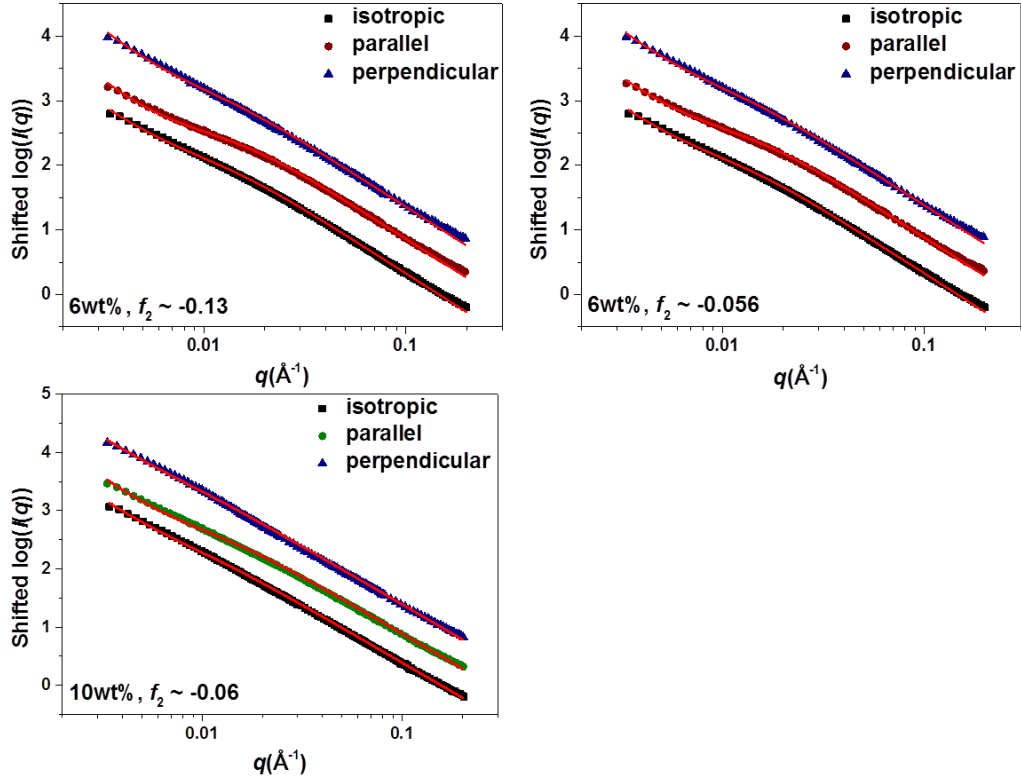 isotropic
parallel
perpendicular
4
3
2
1
0
Shifted log(I(q))
6wt% , f₂ ~ -0.13
0.01
0.1
q(Å⁻¹)
isotropic
parallel
perpendicular
4
3
2
1
0
Shifted log(I(q))
6wt% , f₂ ~ -0.056
0.01
0.1
q(Å⁻¹)
isotropic
parallel
perpendicular
5
4
3
2
1
0
Shifted log(I(q))
10wt% , f₂ ~ -0.06
0.01
0.1
q(Å⁻¹)